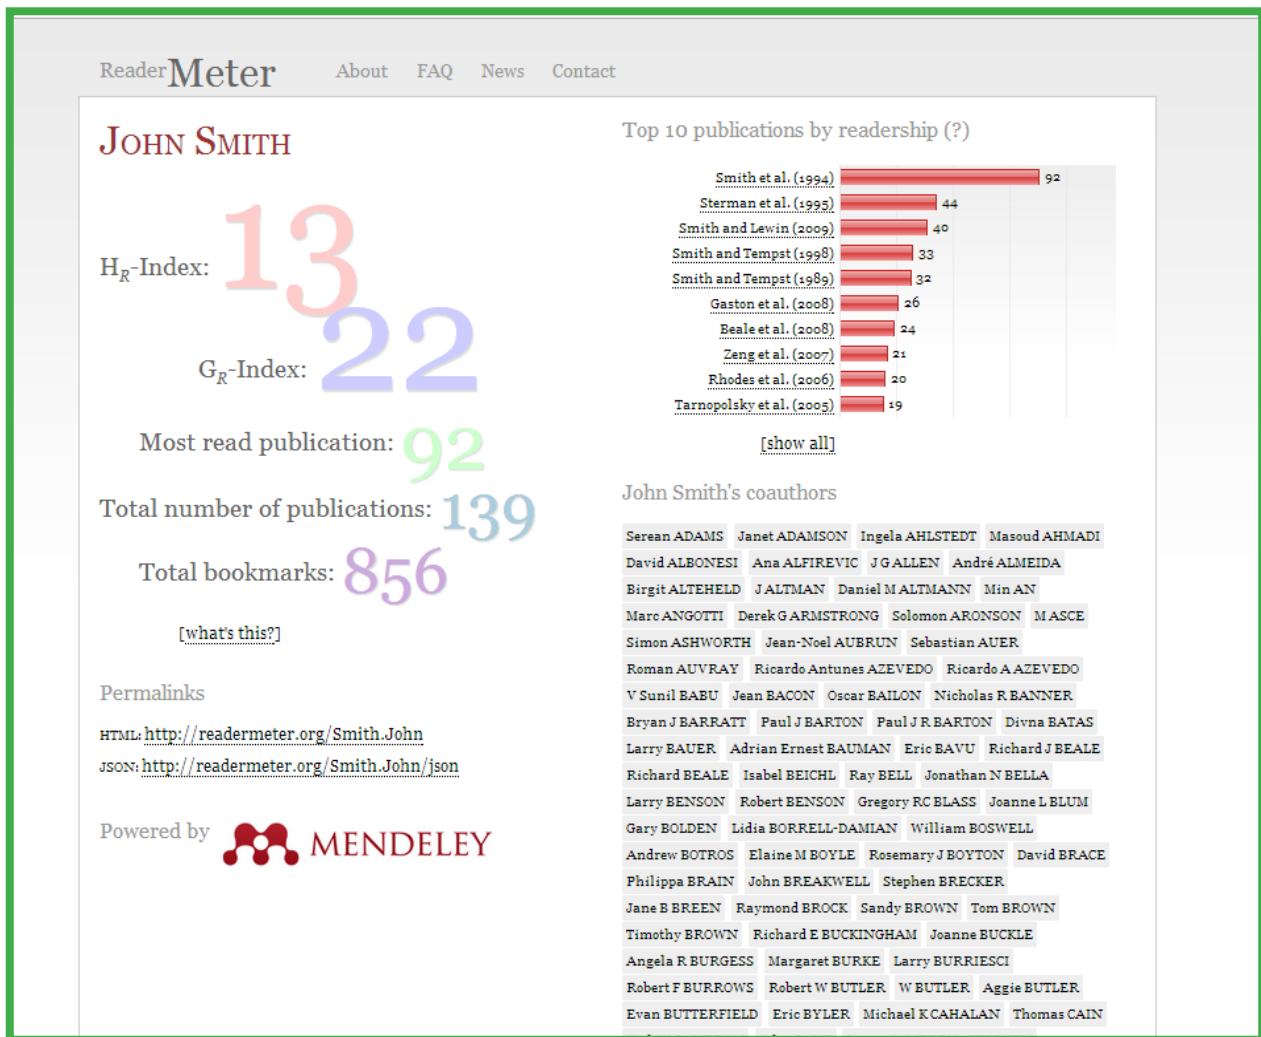 ReaderMeter About FAQ News Contact
JOHN SMITH
H_R-Index: 13
G_R-Index: 22
Most read publication: 92
Total number of publications: 139
Total bookmarks: 856
[what's this?]
Permalinks
HTML: http://readermeter.org/Smith.John
JSON: http://readermeter.org/Smith.John/json
Powered by MENDELEY
Top 10 publications by readership (?)
Smith et al. (1994) 92
Sterman et al. (1995) 44
Smith and Lewin (2009) 40
Smith and Tempst (1998) 33
Smith and Tempst (1989) 32
Gaston et al. (2008) 26
Beale et al. (2008) 24
Zeng et al. (2007) 21
Rhodes et al. (2006) 20
Tarnopolsky et al. (2005) 19
[show all]
John Smith's coauthors
Serean ADAMS Janet ADAMSON Ingela AHLSTEDT Masoud AHMADI
David ALBONESI Ana ALFIREVIC J G ALLEN André ALMEIDA
Birgit ALTEHELD J ALTMAN Daniel M ALTMANN Min AN
Marc ANGOTTI Derek G ARMSTRONG Solomon ARONSON M ASCE
Simon ASHWORTH Jean-Noel AUBRUN Sebastian AUER
Roman AUVRAY Ricardo Antunes AZEVEDO Ricardo A AZEVEDO
V Sunil BABU Jean BACON Oscar BAILON Nicholas R BANNER
Bryan J BARRATT Paul J BARTON Paul J R BARTON Divna BATAS
Larry BAUER Adrian Ernest BAUMAN Eric BAVU Richard J BEALE
Richard BEALE Isabel BEICHL Ray BELL Jonathan N BELLA
Larry BENSON Robert BENSON Gregory RC BLASS Joanne L BLUM
Gary BOLDEN Lidia BORRELL-DAMIAN William BOSWELL
Andrew BOTROS Elaine M BOYLE Rosemary J BOYTON David BRACE
Philippa BRAIN John BREAKWELL Stephen BRECKER
Jane B BREEN Raymond BROCK Sandy BROWN Tom BROWN
Timothy BROWN Richard E BUCKINGHAM Joanne BUCKLE
Angela R BURGESS Margaret BURKE Larry BURRIESCI
Robert F BURROWS Robert W BUTLER W BUTLER Aggie BUTLER
Evan BUTTERFIELD Eric BYLER Michael K CAHALAN Thomas CAIN